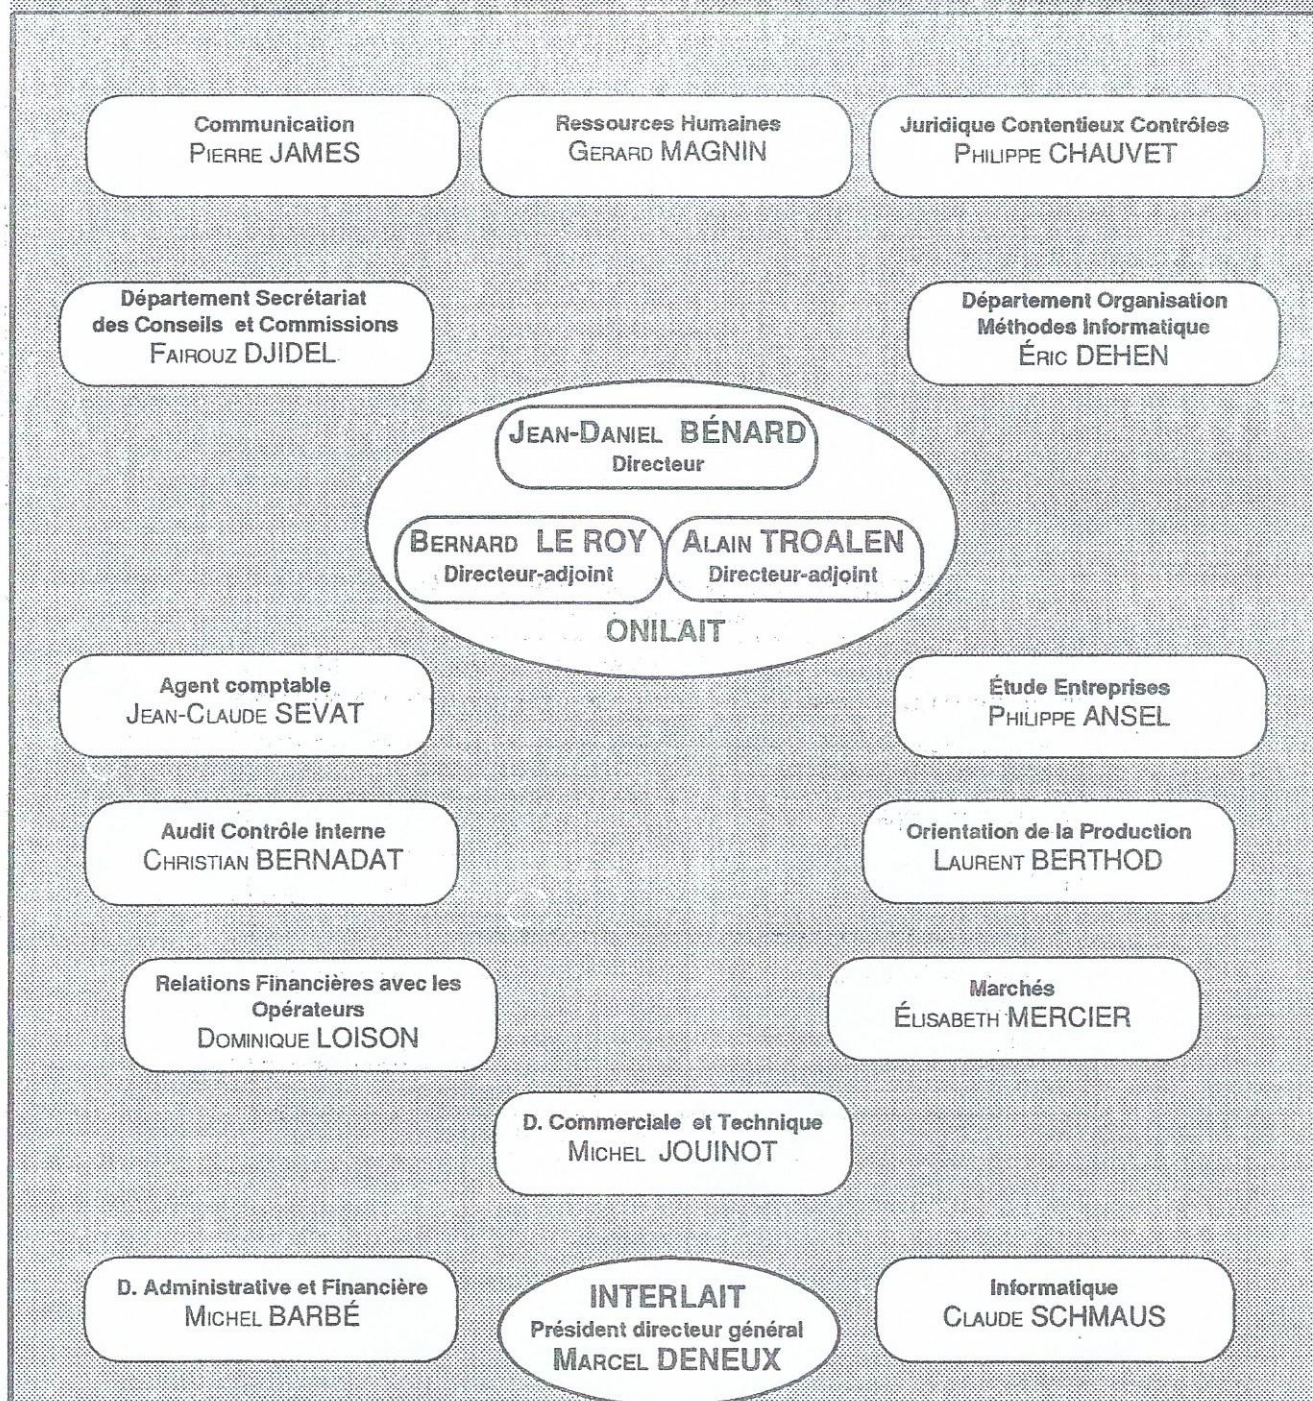 Communication
PIERRE JAMES
Ressources Humaines
GERARD MAGNIN
Juridique Contentieux Contrôles
PHILIPPE CHAUVET
Département Secrétariat
des Conseils et Commissions
FAIROUZ DJIDEL
Département Organisation
Méthodes Informatique
ÉRIC DEHEN
JEAN-DANIEL BÉNARD
Directeur
BERNARD LE ROY
Directeur-adjoint
ALAIN TROALEN
Directeur-adjoint
ONILAIT
Agent comptable
JEAN-CLAUDE SEVAT
Étude Entreprises
PHILIPPE ANSEL
Audit Contrôle Interne
CHRISTIAN BERNADAT
Orientation de la Production
LAURENT BERTHOD
Relations Financières avec les
Opérateurs
DOMINIQUE LOISON
Marchés
ÉLISABETH MERCIER
D. Commerciale et Technique
MICHEL JOUINOT
D. Administrative et Financière
MICHEL BARBÉ
INTERLAIT
Président directeur général
MARCEL DENEUX
Informatique
CLAUDE SCHMAUS